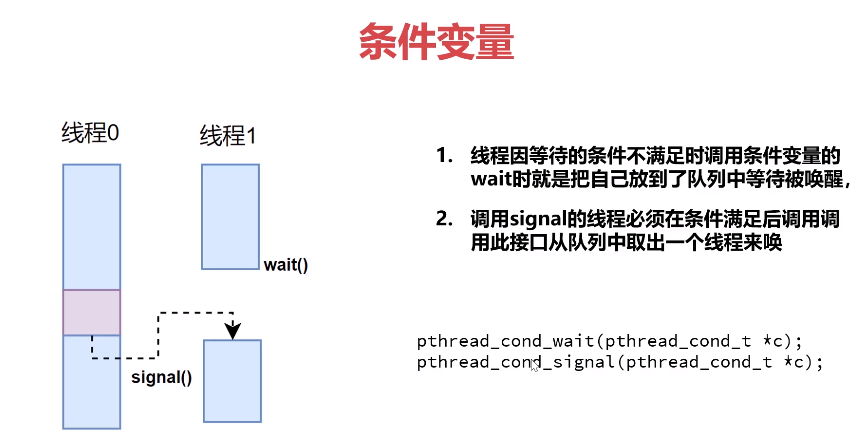 条件变量
线程0
线程1
wait()
signal()
1. 线程因等待的条件不满足时调用条件变量的
wait时就是把自己放到了队列中等待被唤醒,
2. 调用signal的线程必须在条件满足后调用调
用此接口从队列中取出一个线程来唤
pthread_cond_wait(pthread_cond_t *c);
pthread_cond_signal(pthread_cond_t *c);